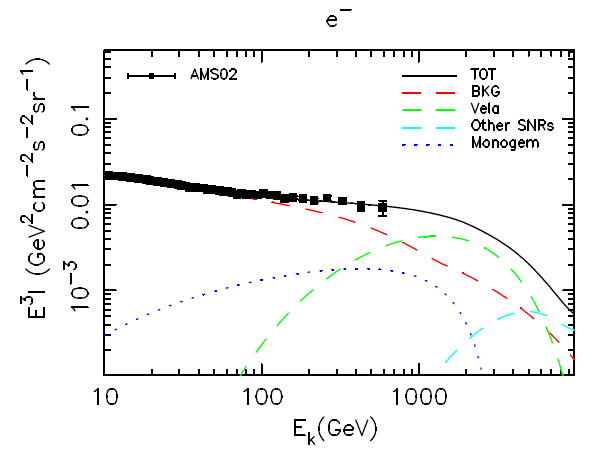 e⁻
AMS02
TOT
BKG
Vela
Other SNRs
Monogem
E³I (GeV²cm⁻²s⁻²sr⁻¹)
0.1
0.01
10⁻³
10
100
1000
Eₖ(GeV)